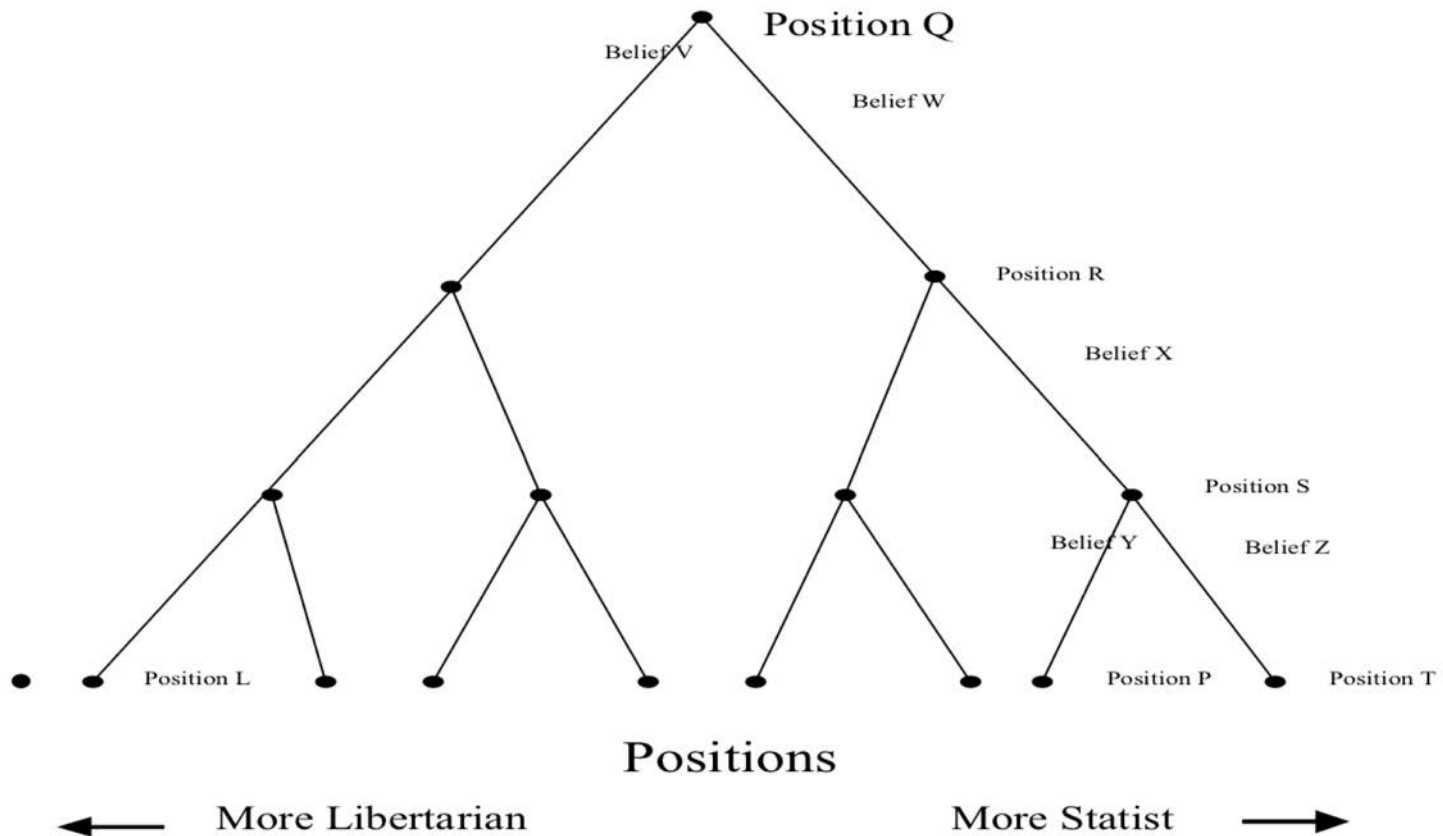 Position Q
Belief V
Belief W
Position R
Belief X
Position S
Belief Y
Belief Z
Position L
Position P
Position T
Positions
More Libertarian
More Statist